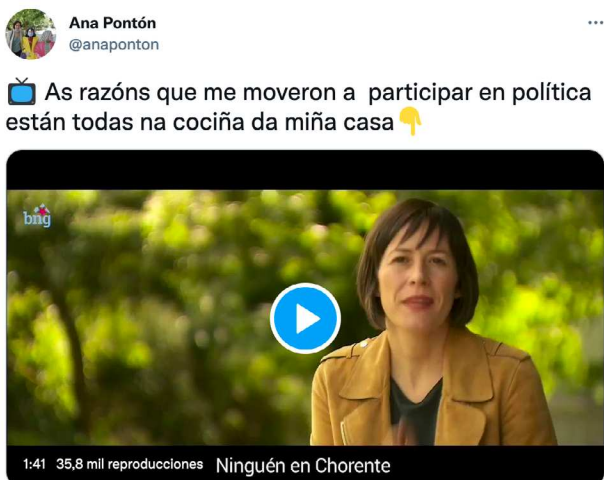 Ana Pontón
@anaponton
As razóns que me moveron a participar en política
están todas na cociña da miña casa
bng
1:41 35,8 mil reproducciones Ninguén en Chorente